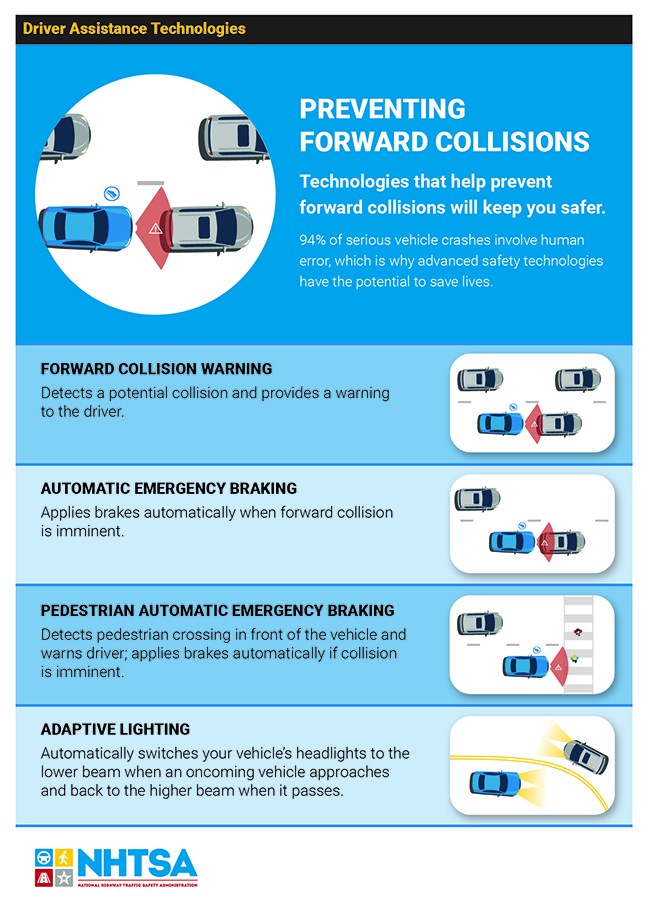 Driver Assistance Technologies
PREVENTING
FORWARD COLLISIONS
Technologies that help prevent
forward collisions will keep you safer.
94% of serious vehicle crashes involve human
error, which is why advanced safety technologies
have the potential to save lives.
FORWARD COLLISION WARNING
Detects a potential collision and provides a warning
to the driver.
AUTOMATIC EMERGENCY BRAKING
Applies brakes automatically when forward collision
is imminent.
PEDESTRIAN AUTOMATIC EMERGENCY BRAKING
Detects pedestrian crossing in front of the vehicle and
warns driver; applies brakes automatically if collision
is imminent.
ADAPTIVE LIGHTING
Automatically switches your vehicle’s headlights to the
lower beam when an oncoming vehicle approaches
and back to the higher beam when it passes.
NHTSA
NATIONAL HIGHWAY TRAFFIC SAFETY ADMINISTRATION